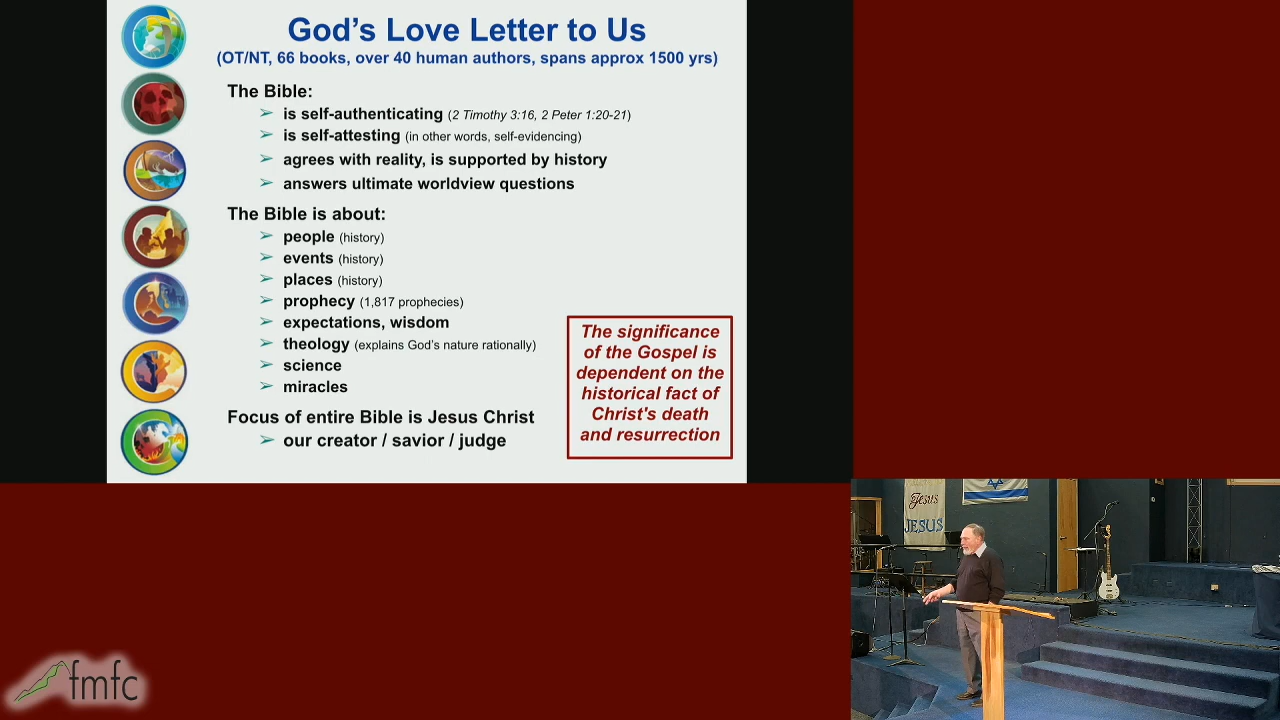 God's Love Letter to Us
(OT/NT, 66 books, over 40 human authors, spans approx 1500 yrs)
The Bible:
➢ is self-authenticating (2 Timothy 3:16, 2 Peter 1:20-21)
➢ is self-attesting (in other words, self-evidencing)
➢ agrees with reality, is supported by history
➢ answers ultimate worldview questions
The Bible is about:
➢ people (history)
➢ events (history)
➢ places (history)
➢ prophecy (1,817 prophecies)
➢ expectations, wisdom
➢ theology (explains God's nature rationally)
➢ science
➢ miracles
Focus of entire Bible is Jesus Christ
➢ our creator / savior / judge
The significance
of the Gospel is
dependent on the
historical fact of
Christ's death
and resurrection
Jesus
JESUS
fmfc